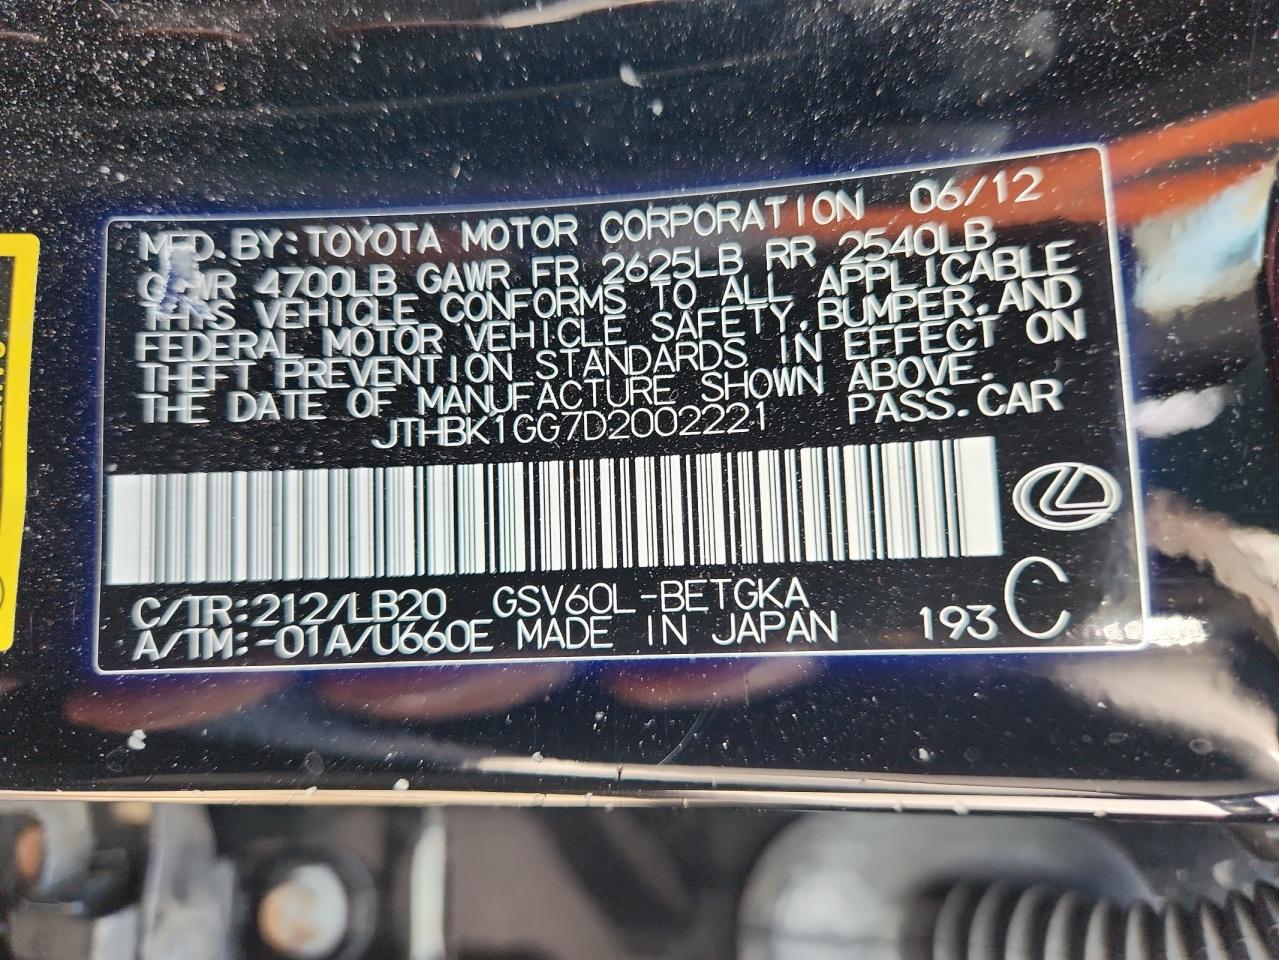 MFD. BY: TOYOTA MOTOR CORPORATION 06/12
GVWR 4700LB GAWR FR 2625LB RR 2540LB
THIS VEHICLE CONFORMS TO ALL APPLICABLE
FEDERAL MOTOR VEHICLE SAFETY, BUMPER, AND
THEFT PREVENTION STANDARDS IN EFFECT ON
THE DATE OF MANUFACTURE SHOWN ABOVE.
JTHBK1GG7D2002221 PASS. CAR
C/TR: 212/LB20 GSV60L-BETGKA
A/TM: -01A/U660E MADE IN JAPAN 193 C